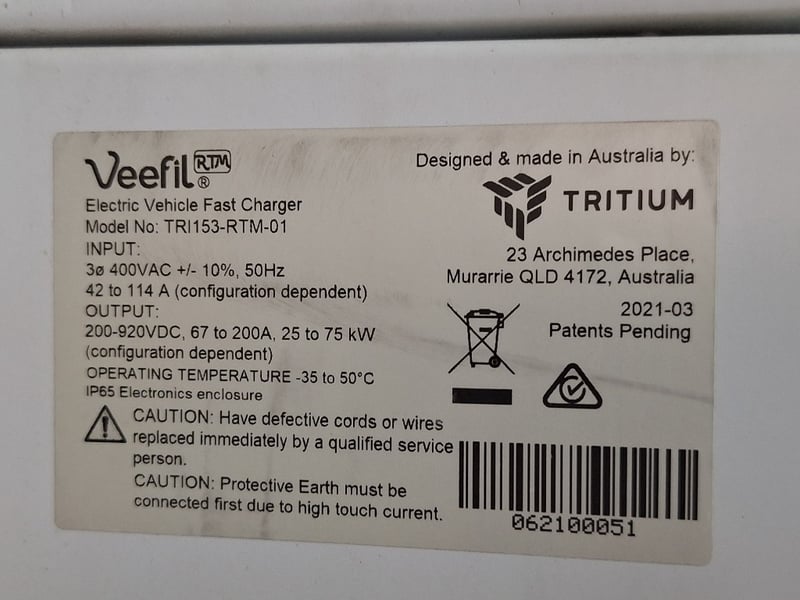 Veefil RTM ®
Electric Vehicle Fast Charger
Model No: TRI153-RTM-01
INPUT:
3ø 400VAC +/- 10%, 50Hz
42 to 114 A (configuration dependent)
OUTPUT:
200-920VDC, 67 to 200A, 25 to 75 kW
(configuration dependent)
OPERATING TEMPERATURE -35 to 50°C
IP65 Electronics enclosure
CAUTION: Have defective cords or wires
replaced immediately by a qualified service
person.
CAUTION: Protective Earth must be
connected first due to high touch current.
Designed & made in Australia by:
TRITIUM
23 Archimedes Place,
Murarrie QLD 4172, Australia
2021-03
Patents Pending
062100051